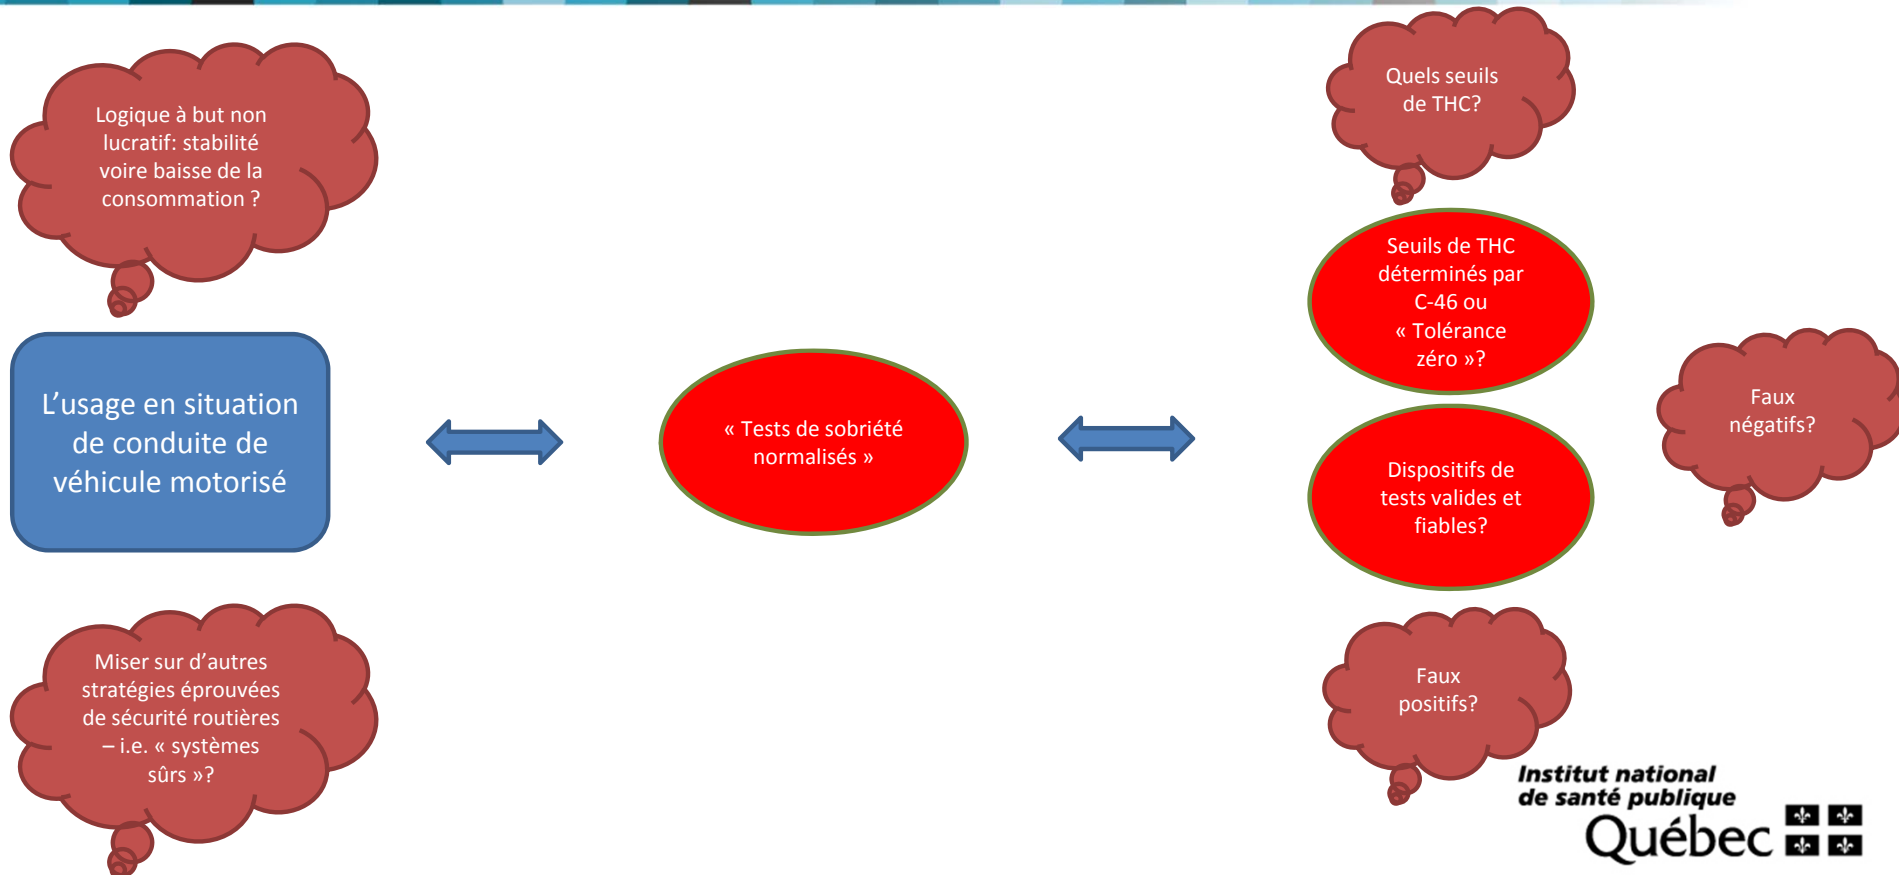 Logique à but non
lucratif: stabilité
voire baisse de la
consommation ?
L'usage en situation
de conduite de
véhicule motorisé
Miser sur d'autres
stratégies éprouvées
de sécurité routières
– i.e. « systèmes
sûrs »?
« Tests de sobriété
normalisés »
Quels seuils
de THC?
Seuils de THC
déterminés par
C-46 ou
« Tolérance
zéro »?
Dispositifs de
tests valides et
fiables?
Faux
négatifs?
Faux
positifs?
Institut national
de santé publique
Québec